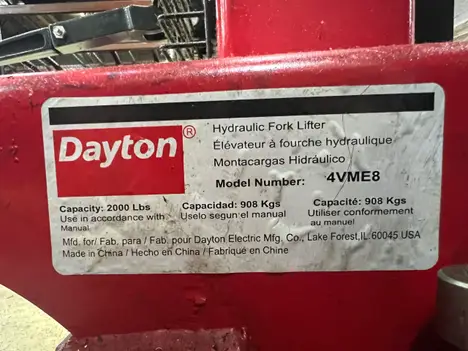 Dayton®
Hydraulic Fork Lifter
Élévateur à fourche hydraulique
Montacargas Hidráulico
Model Number: 4VME8
Capacity: 2000 Lbs Capacidad: 908 Kgs Capacité: 908 Kgs
Use in accordance with Uselo segun el manual Utiliser conformement
Manual au manuel
Mfd. for/ Fab. para / Fab. pour Dayton Electric Mfg. Co., Lake Forest,IL.60045 USA
Made in China / Hecho en China / Fabriqué en Chine